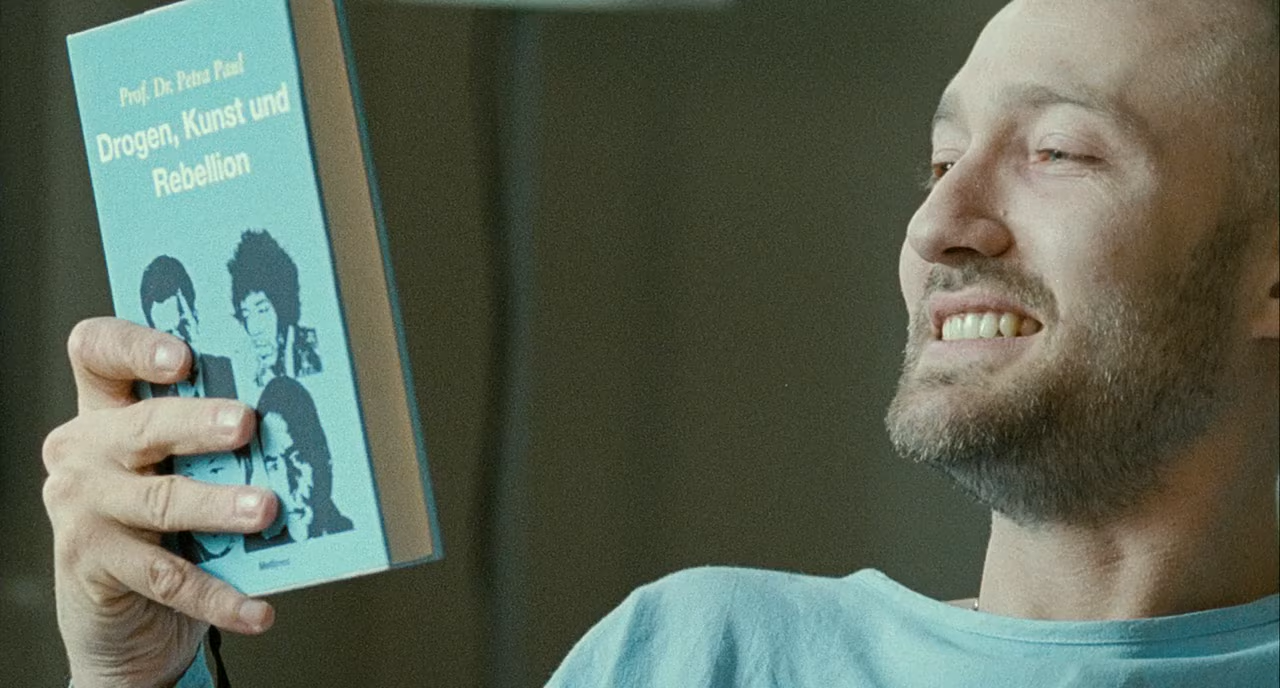 Prof. Dr. Petra Paul
Drogen, Kunst und
Rebellion